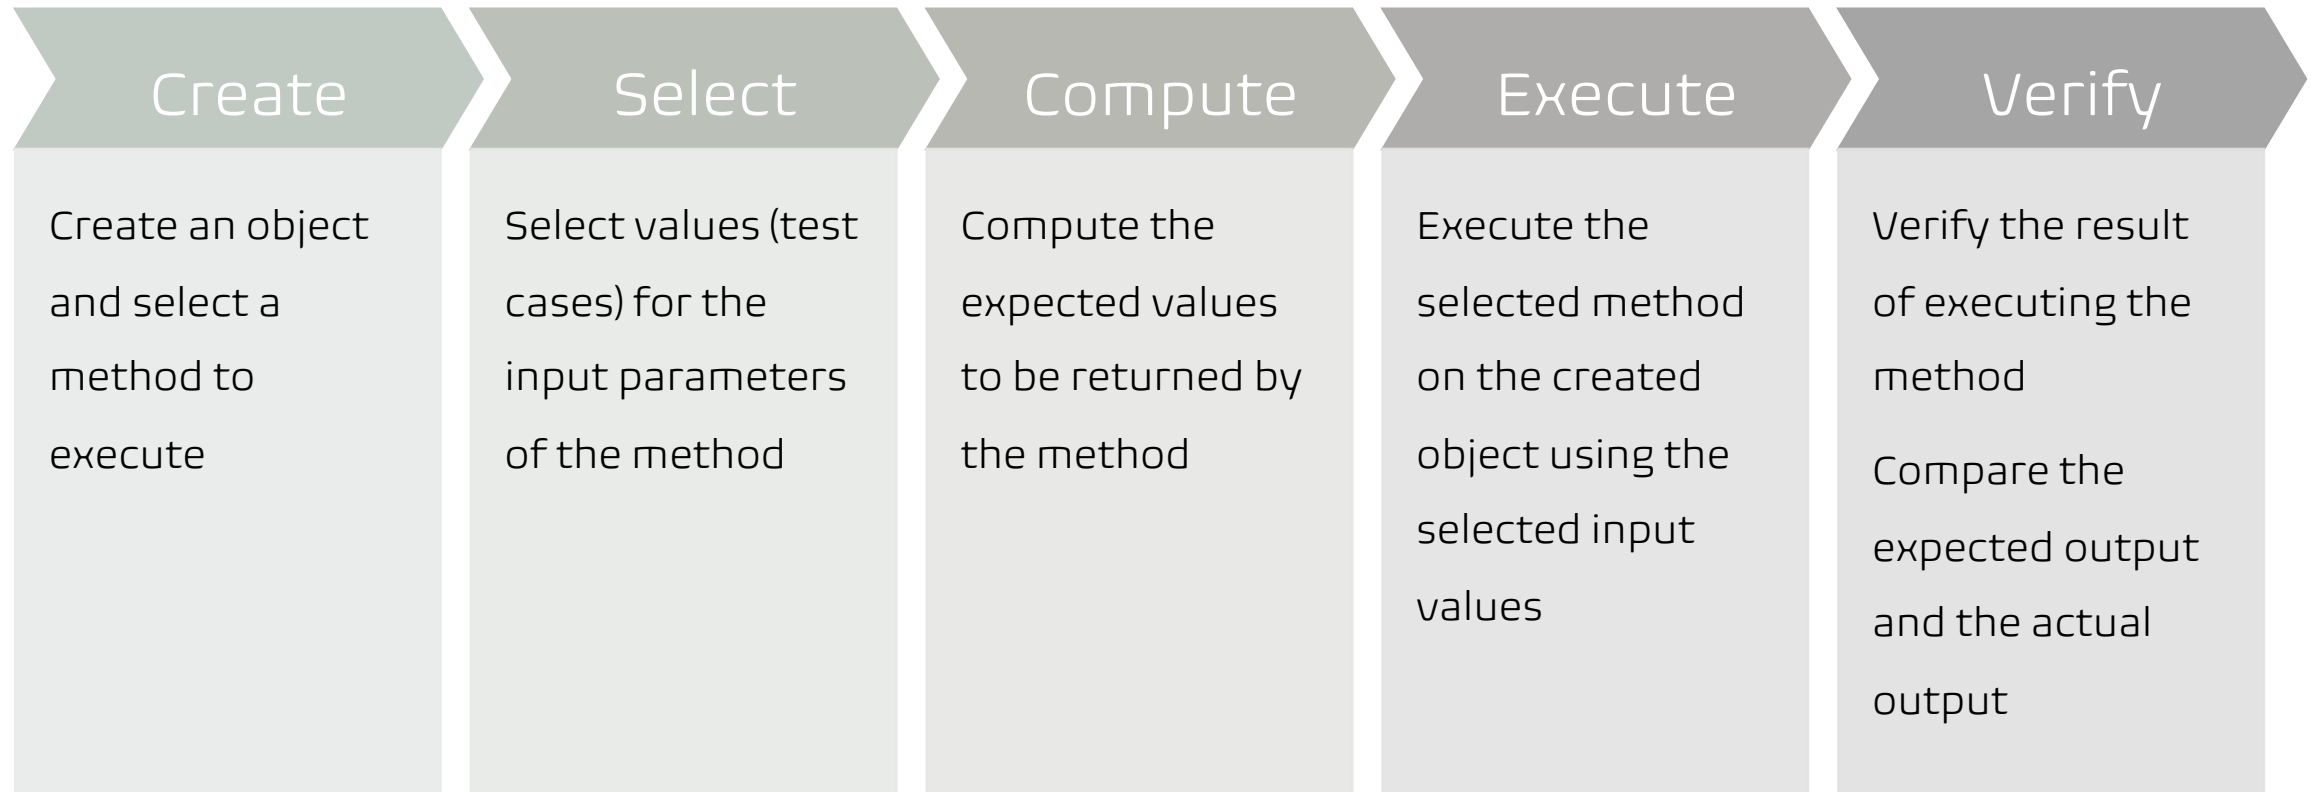 Create
Create an object
and select a
method to
execute
Select
Select values (test
cases) for the
input parameters
of the method
Compute
Compute the
expected values
to be returned by
the method
Execute
Execute the
selected method
on the created
object using the
selected input
values
Verify
Verify the result
of executing the
method
Compare the
expected output
and the actual
output